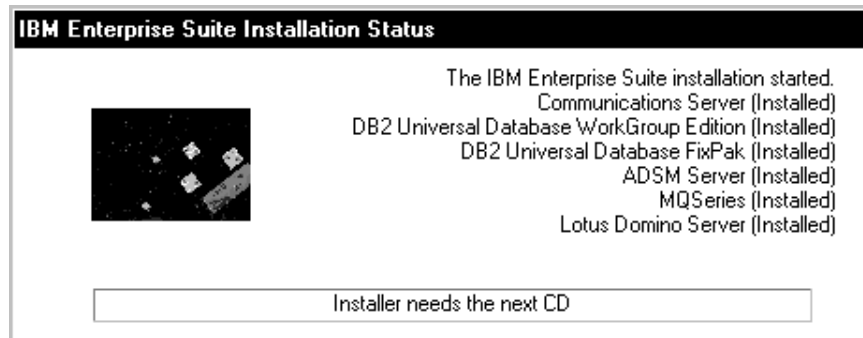 IBM Enterprise Suite Installation Status
The IBM Enterprise Suite installation started.
Communications Server (Installed)
DB2 Universal Database WorkGroup Edition (Installed)
DB2 Universal Database FixPak (Installed)
ADSM Server (Installed)
MQSeries (Installed)
Lotus Domino Server (Installed)
Installer needs the next CD